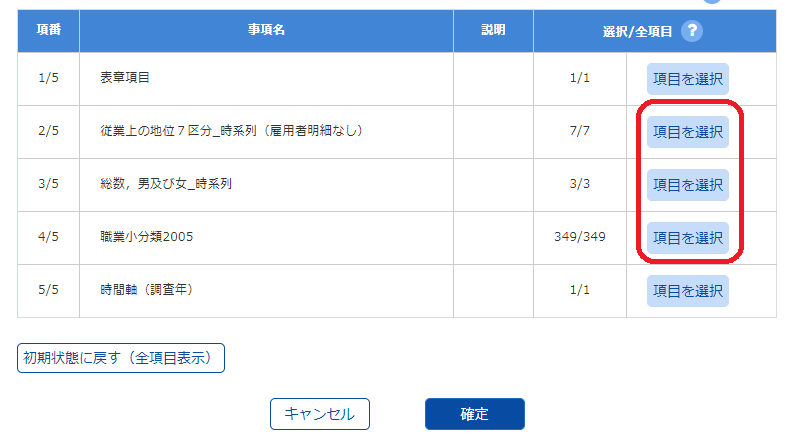 項番 事項名 説明 選択/全項目 ?
1/5 表章項目 1/1 項目を選択
2/5 従業上の地位７区分_時系列（雇用者明細なし） 7/7 項目を選択
3/5 総数，男及び女_時系列 3/3 項目を選択
4/5 職業小分類2005 349/349 項目を選択
5/5 時間軸（調査年） 1/1 項目を選択
初期状態に戻す（全項目表示）
キャンセル 確定